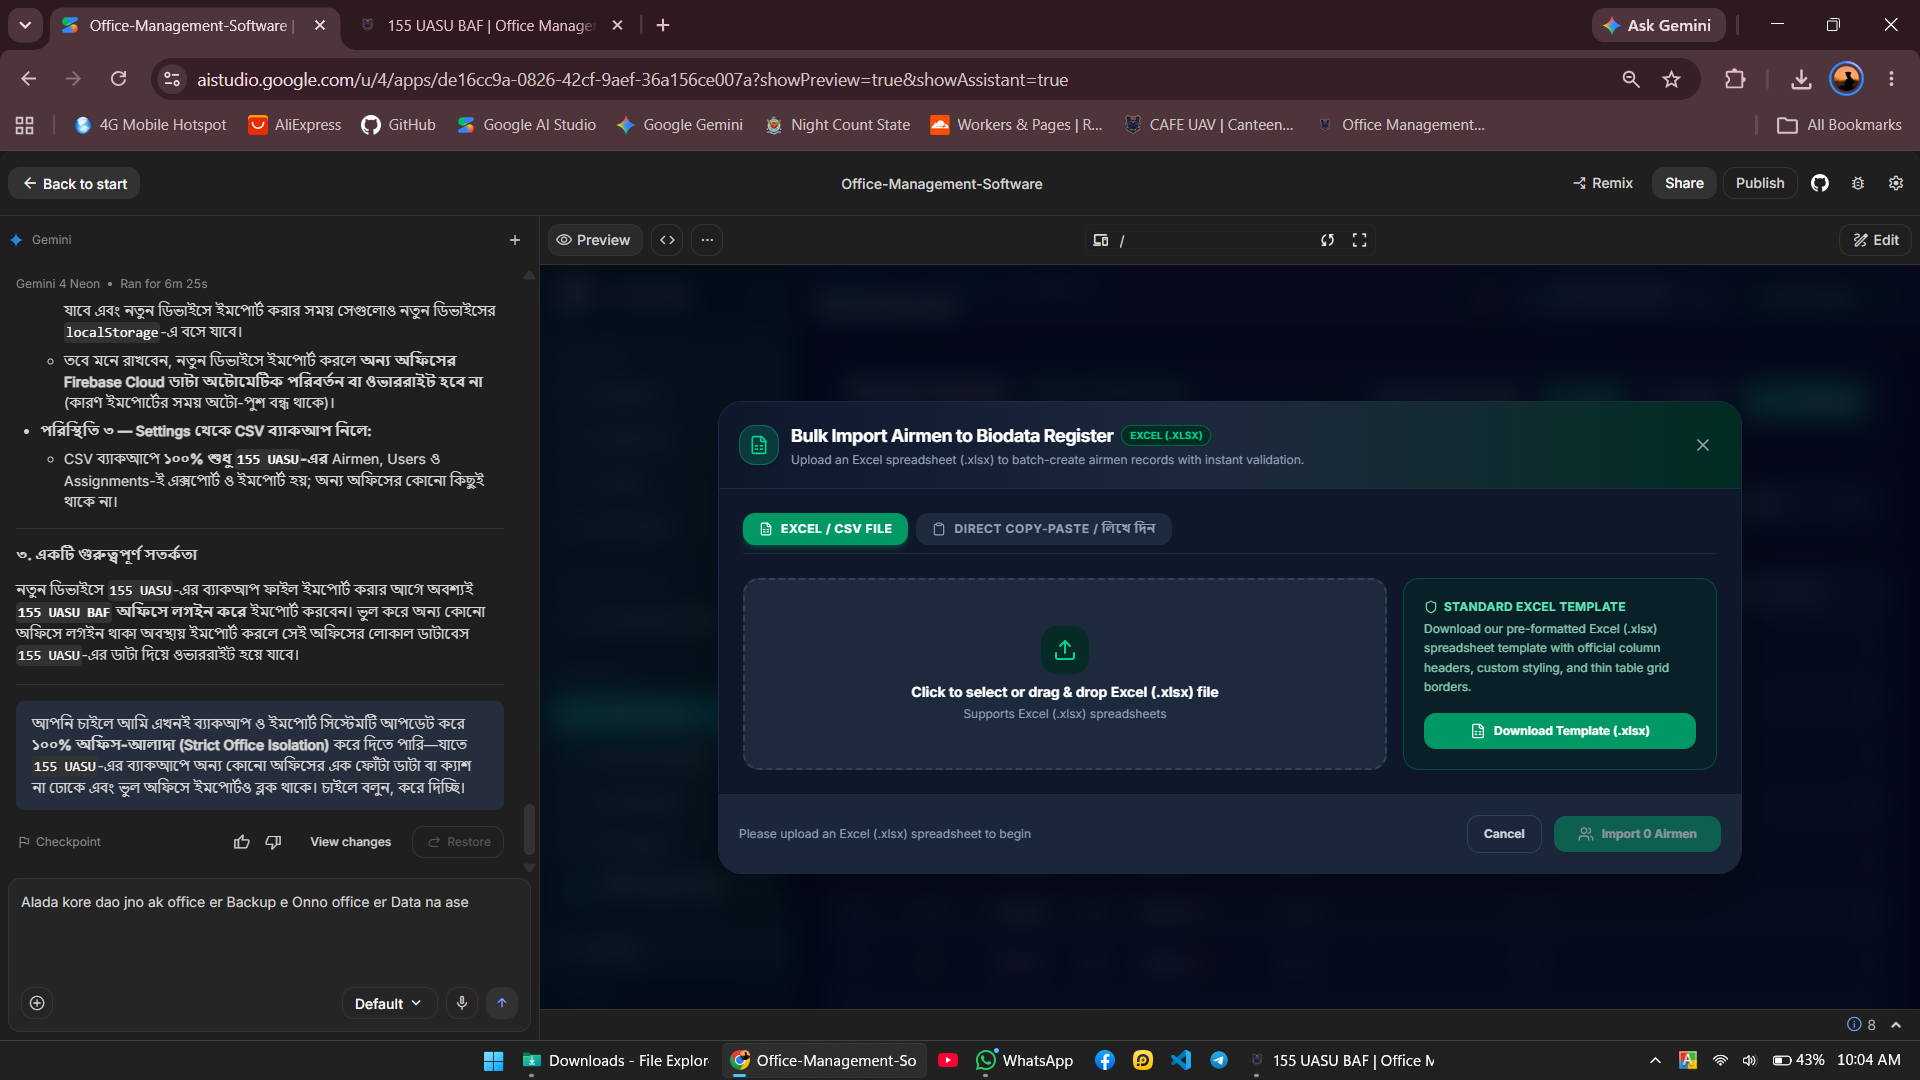 Office-Management-Software |
155 UASU BAF | Office Manage
Ask Gemini
aistudio.google.com/u/4/apps/de16cc9a-0826-42cf-9aef-36a156ce007a?showPreview=true&showAssistant=true
4G Mobile Hotspot
AliExpress
GitHub
Google AI Studio
Google Gemini
Night Count State
Workers & Pages | R...
CAFE UAV | Canteen...
Office Management...
All Bookmarks
Back to start
Office-Management-Software
Remix
Share
Publish
Gemini
Preview
/
Edit
Gemini 4 Neon • Ran for 6m 25s
যাবে এবং নতুন ডিভাইসে ইমপোর্ট করার সময় সেগুলোও নতুন ডিভাইসের
localStorage-এ বসে যাবে।
তবে মনে রাখবেন, নতুন ডিভাইসে ইমপোর্ট করলে অন্য অফিসের
Firebase Cloud ডাটা অটোমেটিক পরিবর্তন বা ওভাররাইট হবে না
(কারণ ইমপোর্টের সময় অটো-পুশ বন্ধ থাকে)।
পরিস্থিতি ৩ — Settings থেকে CSV ব্যাকআপ নিলে:
CSV ব্যাকআপে ১০০% শুধু 155 UASU-এর Airmen, Users ও
Assignments-ই এক্সপোর্ট ও ইমপোর্ট হয়; অন্য অফিসের কোনো কিছুই
থাকে না।
৩. একটি গুরুত্বপূর্ণ সতর্কতা
নতুন ডিভাইসে 155 UASU-এর ব্যাকআপ ফাইল ইমপোর্ট করার আগে অবশ্যই
155 UASU BAF অফিসে লগইন করে ইমপোর্ট করবেন। ভুল করে অন্য কোনো
অফিসে লগইন থাকা অবস্থায় ইমপোর্ট করলে সেই অফিসের লোকাল ডাটাবেস
155 UASU-এর ডাটা দিয়ে ওভাররাইট হয়ে যাবে।
আপনি চাইলে আমি এখনই ব্যাকআপ ও ইমপোর্ট সিস্টেমটি আপডেট করে
১০০% অফিস-আলাদা (Strict Office Isolation) করে দিতে পারি—যাতে
155 UASU-এর ব্যাকআপে অন্য কোনো অফিসের এক ফোঁটা ডাটা বা ক্যাশ
না ঢোকে এবং ভুল অফিসে ইমপোর্টও ব্লক থাকে। চাইলে বলুন, করে দিচ্ছি।
Checkpoint
View changes
Restore
Alada kore dao jno ak office er Backup e Onno office er Data na ase
Default
Bulk Import Airmen to Biodata Register
EXCEL (.XLSX)
Upload an Excel spreadsheet (.xlsx) to batch-create airmen records with instant validation.
EXCEL / CSV FILE
DIRECT COPY-PASTE / লিখে দিন
Click to select or drag & drop Excel (.xlsx) file
Supports Excel (.xlsx) spreadsheets
STANDARD EXCEL TEMPLATE
Download our pre-formatted Excel (.xlsx)
spreadsheet template with official column
headers, custom styling, and thin table grid
borders.
Download Template (.xlsx)
Please upload an Excel (.xlsx) spreadsheet to begin
Cancel
Import 0 Airmen
8
Downloads - File Explor
Office-Management-So
WhatsApp
155 UASU BAF | Office M
43%
10:04 AM